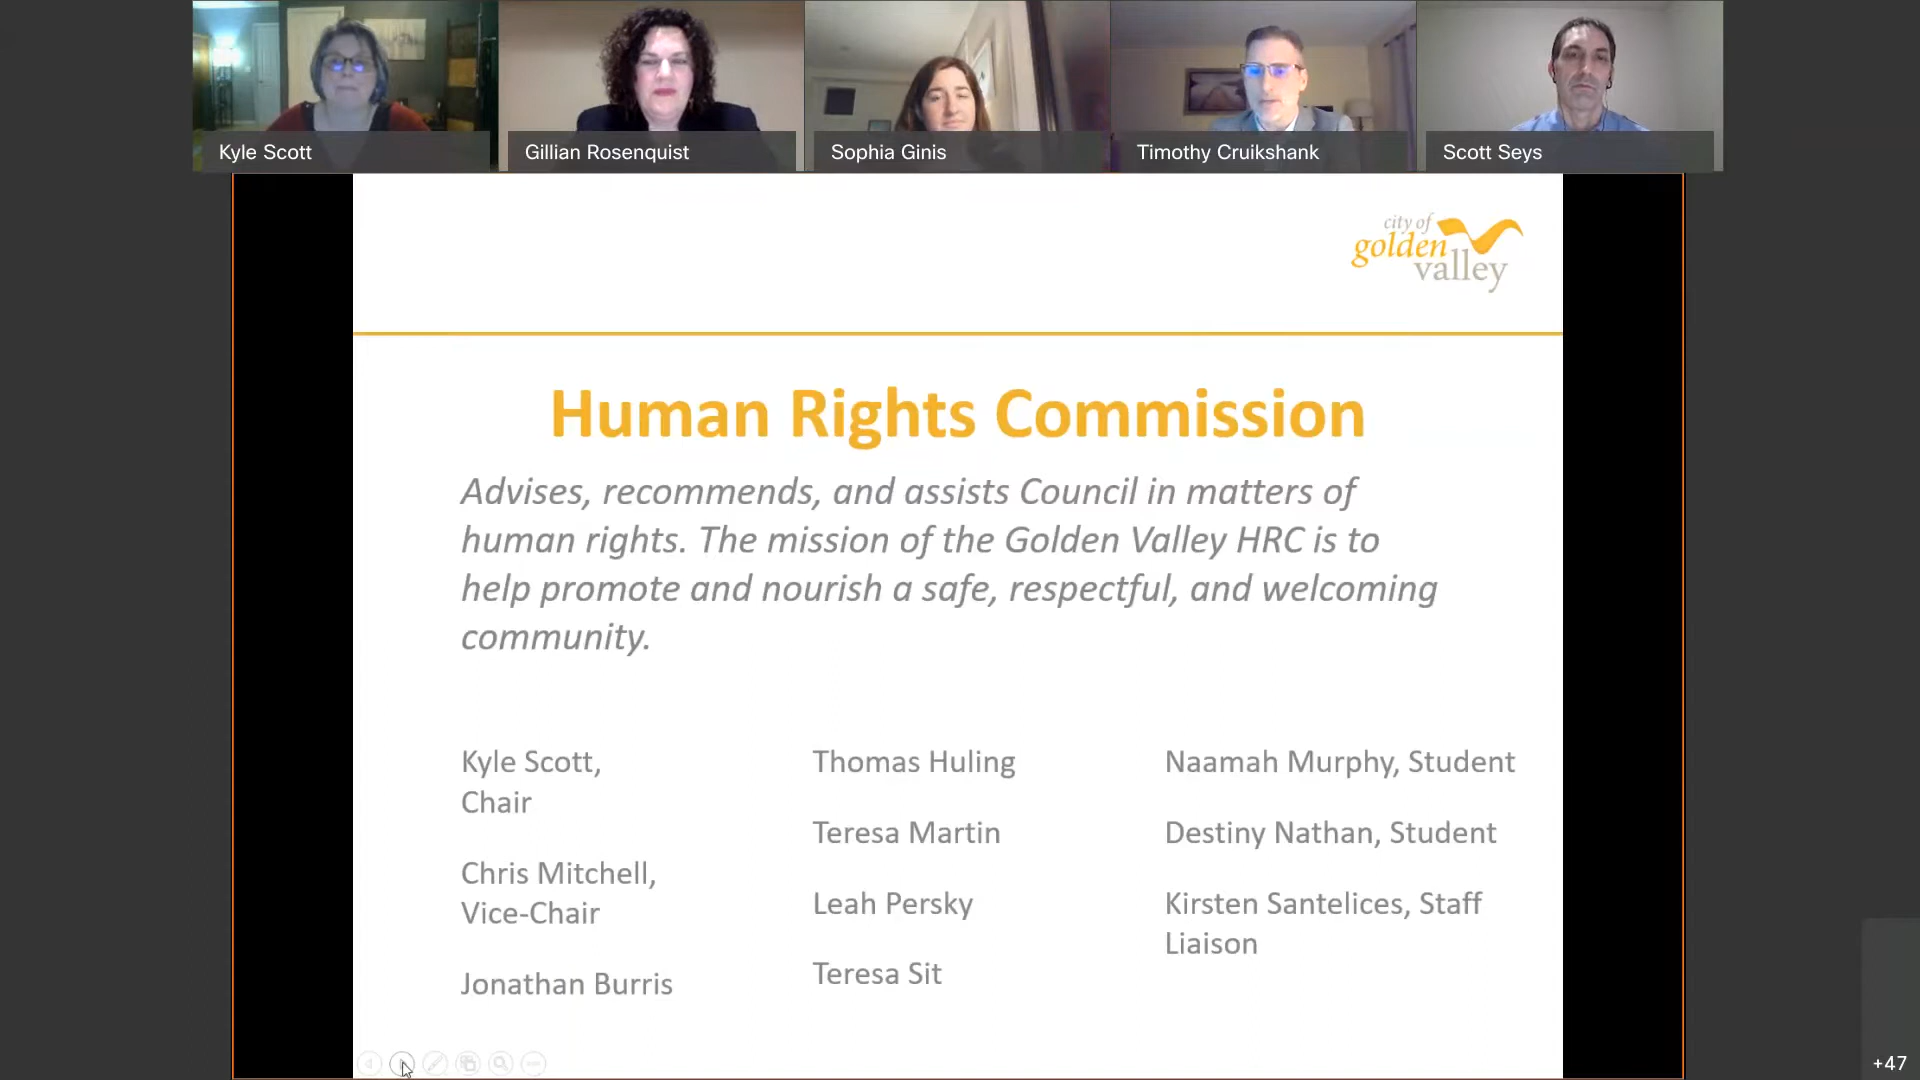 Kyle Scott
Gillian Rosenquist
Sophia Ginis
Timothy Cruikshank
Scott Seys
city of
golden
valley
Human Rights Commission
Advises, recommends, and assists Council in matters of
human rights. The mission of the Golden Valley HRC is to
help promote and nourish a safe, respectful, and welcoming
community.
Kyle Scott,
Chair
Chris Mitchell,
Vice-Chair
Jonathan Burris
Thomas Huling
Teresa Martin
Leah Persky
Teresa Sit
Naamah Murphy, Student
Destiny Nathan, Student
Kirsten Santelices, Staff
Liaison
+47